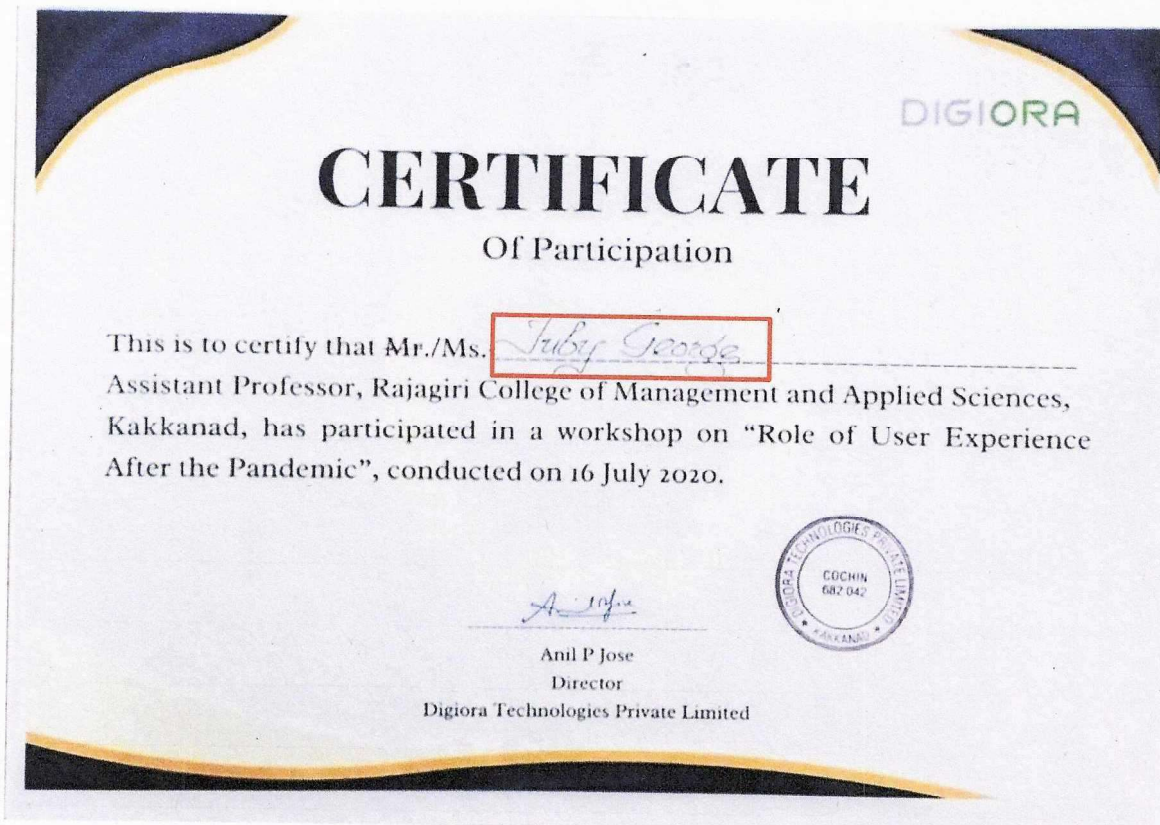 DIGIORA
CERTIFICATE
Of Participation
This is to certify that Mr./Ms. Juby George
Assistant Professor, Rajagiri College of Management and Applied Sciences,
Kakkanad, has participated in a workshop on “Role of User Experience
After the Pandemic”, conducted on 16 July 2020.
DIGIORA TECHNOLOGIES PRIVATE LIMITED
COCHIN
682 042
KAKKANAD
Anil P Jose
Director
Digiora Technologies Private Limited